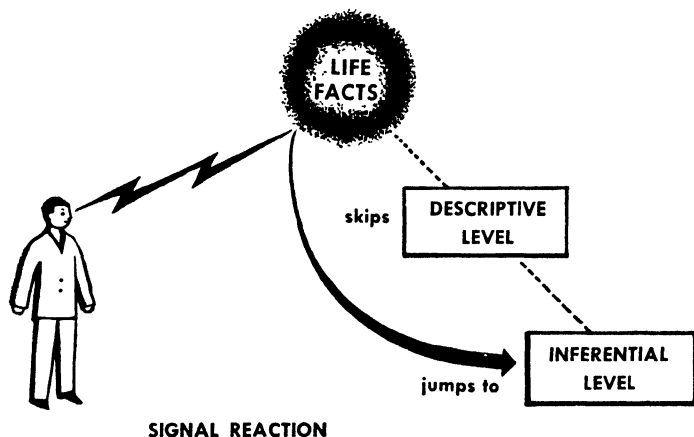 LIFE
FACTS
skips
DESCRIPTIVE
LEVEL
INFERENTIAL
LEVEL
jumps to
SIGNAL REACTION